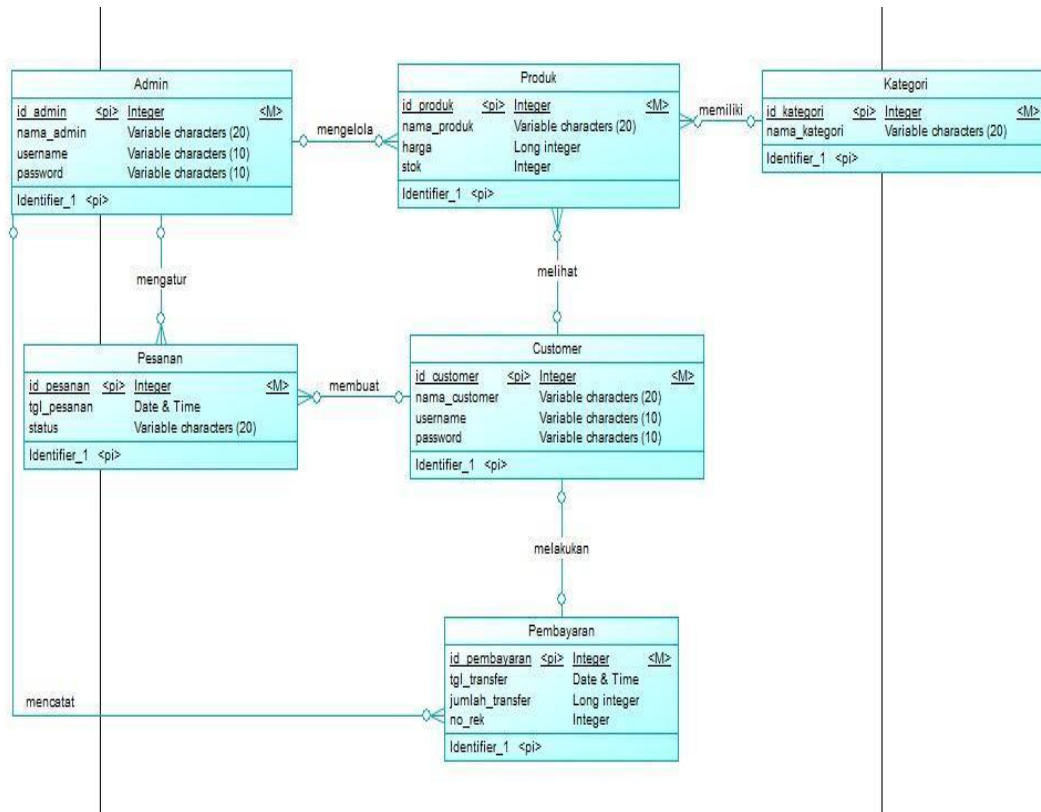 Admin
id_admin <pi> Integer <M>
nama_admin Variable characters (20)
username Variable characters (10)
password Variable characters (10)
Identifier_1 <pi>
mengelola
Produk
id_produk <pi> Integer <M>
nama_produk Variable characters (20)
harga Long integer
stok Integer
Identifier_1 <pi>
memiliki
Kategori
id_kategori <pi> Integer <M>
nama_kategori Variable characters (20)
Identifier_1 <pi>
mengatur
melihat
Pesanan
id_pesanan <pi> Integer <M>
tgl_pesanan Date & Time
status Variable characters (20)
Identifier_1 <pi>
membuat
Customer
id_customer <pi> Integer <M>
nama_customer Variable characters (20)
username Variable characters (10)
password Variable characters (10)
Identifier_1 <pi>
melakukan
Pembayaran
id_pembayaran <pi> Integer <M>
tgl_transfer Date & Time
jumlah_transfer Long integer
no_rek Integer
Identifier_1 <pi>
mencatat